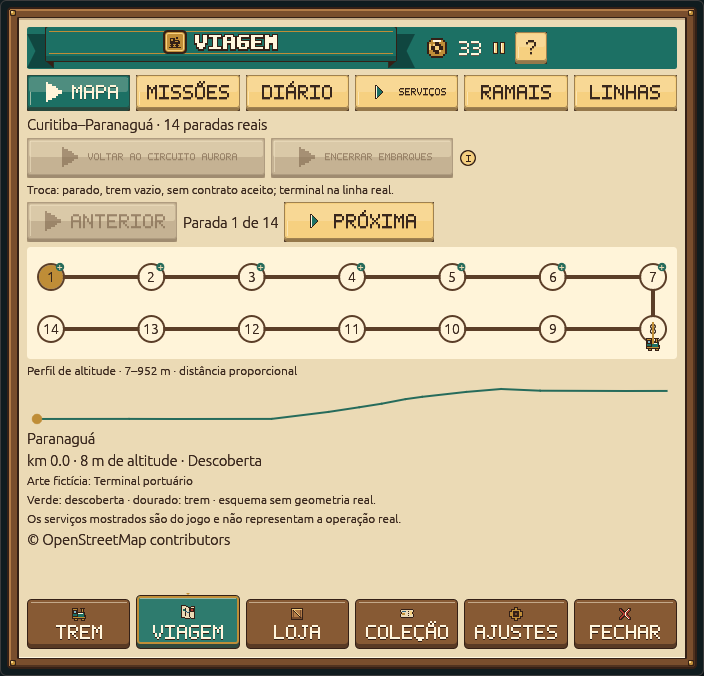 VIAGEM
33
?
MAPA MISSÕES DIÁRIO SERVIÇOS RAMAIS LINHAS
Curitiba–Paranaguá · 14 paradas reais
VOLTAR AO CIRCUITO AURORA ENCERRAR EMBARQUES I
Troca: parado, trem vazio, sem contrato aceito; terminal na linha real.
ANTERIOR Parada 1 de 14 PRÓXIMA
1 2 3 4 5 6 7
14 13 12 11 10 9 8
Perfil de altitude · 7–952 m · distância proporcional
Paranaguá
km 0.0 · 8 m de altitude · Descoberta
Arte fictícia: Terminal portuário
Verde: descoberta · dourado: trem · esquema sem geometria real.
Os serviços mostrados são do jogo e não representam a operação real.
© OpenStreetMap contributors
TREM VIAGEM LOJA COLEÇÃO AJUSTES FECHAR